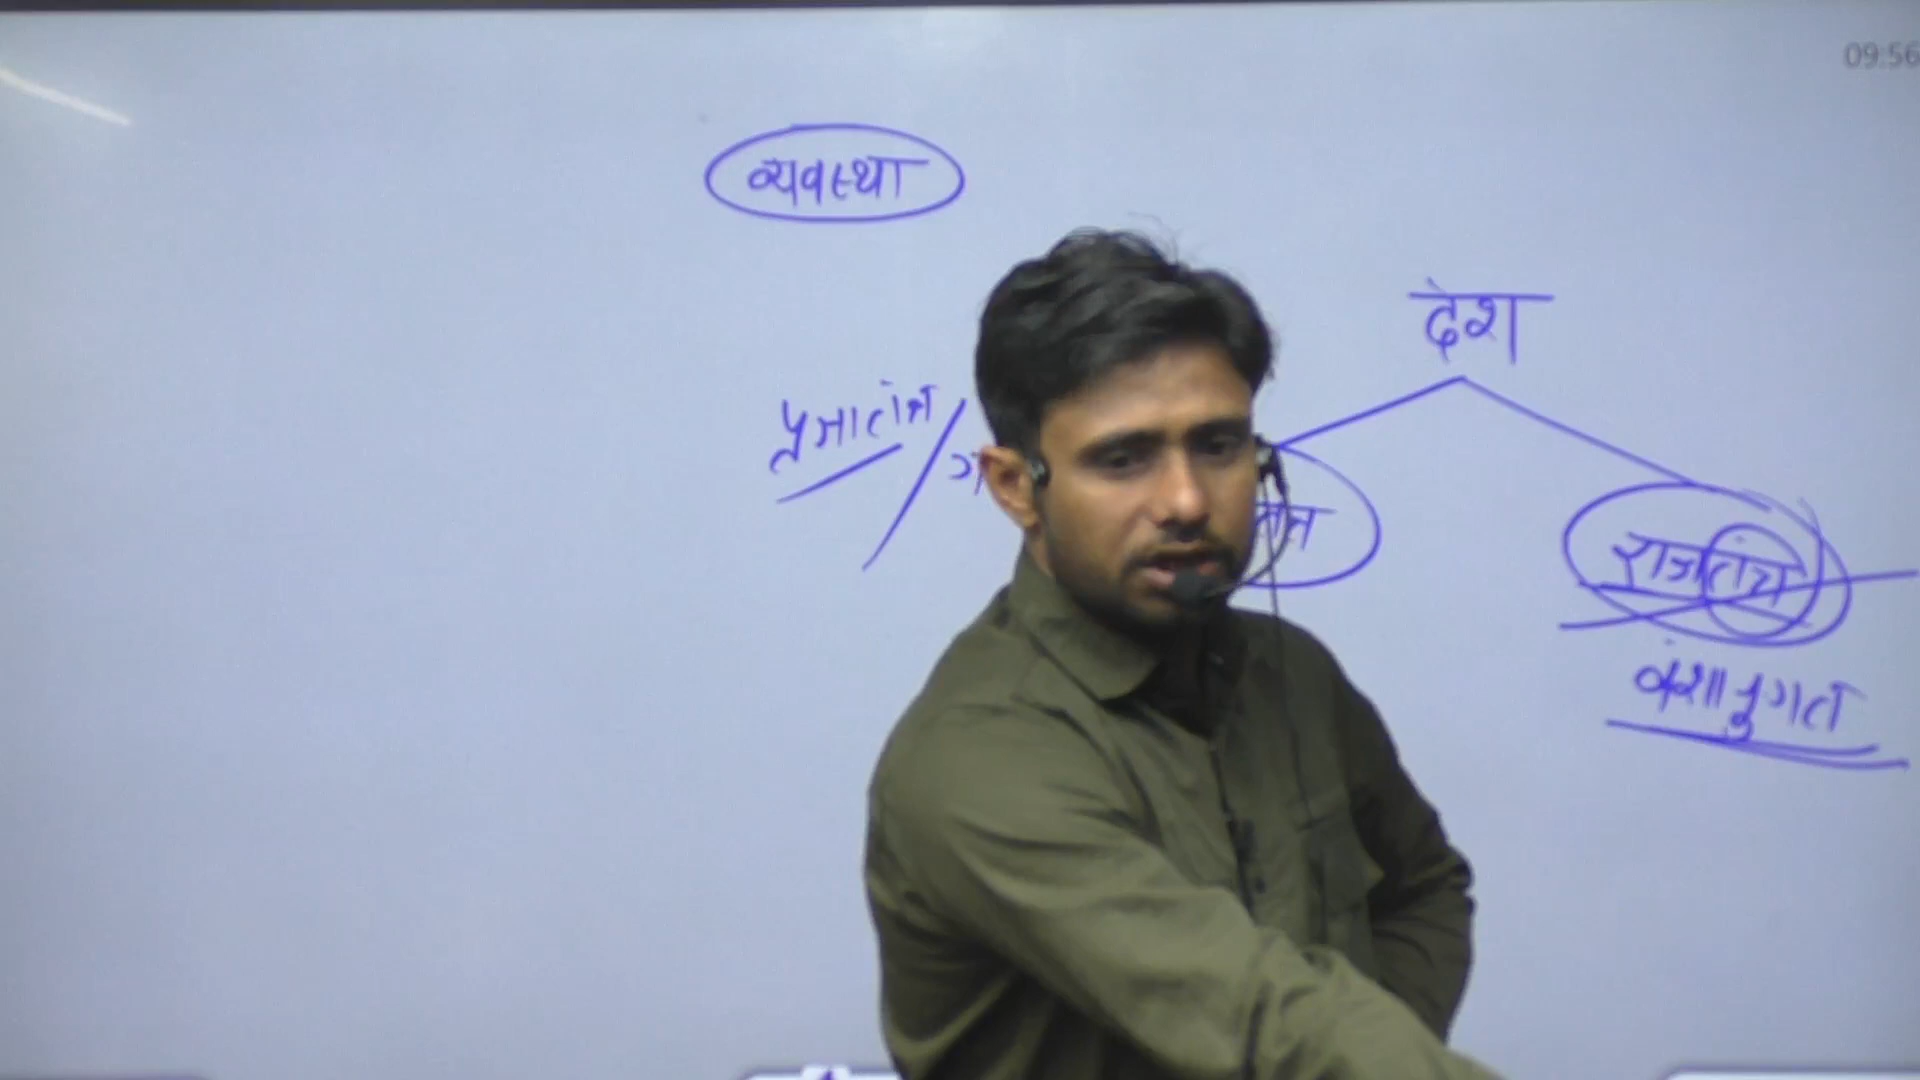 09:56
व्यवस्था
देश
प्रजातंत्र /
राजतंत्र
वंशानुगत